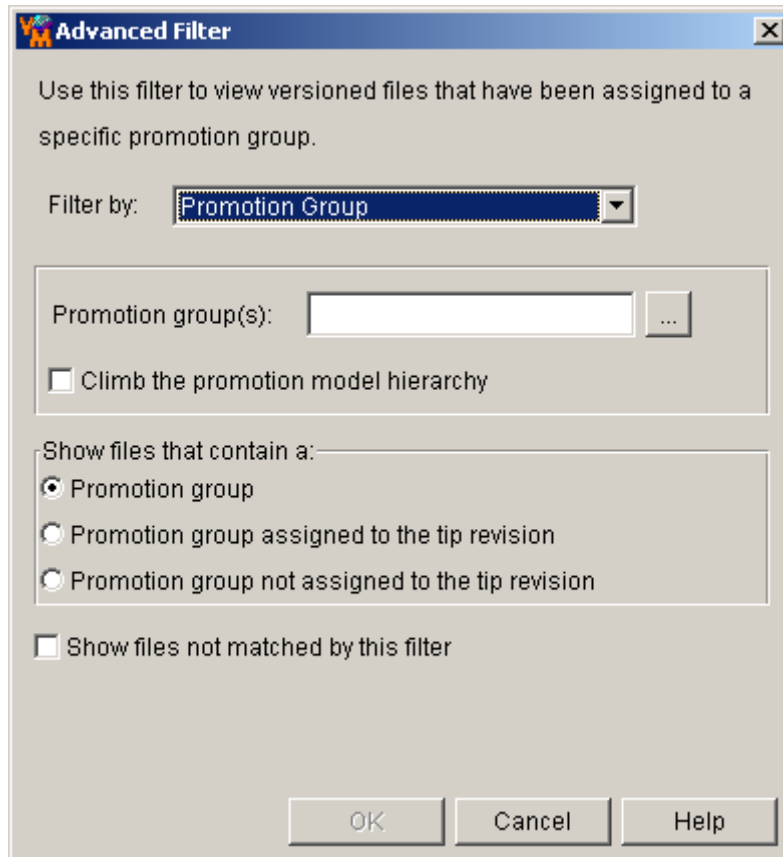 Advanced Filter
Use this filter to view versioned files that have been assigned to a
specific promotion group.
Filter by: Promotion Group
Promotion group(s): ...
Climb the promotion model hierarchy
Show files that contain a:
Promotion group
Promotion group assigned to the tip revision
Promotion group not assigned to the tip revision
Show files not matched by this filter
OK Cancel Help